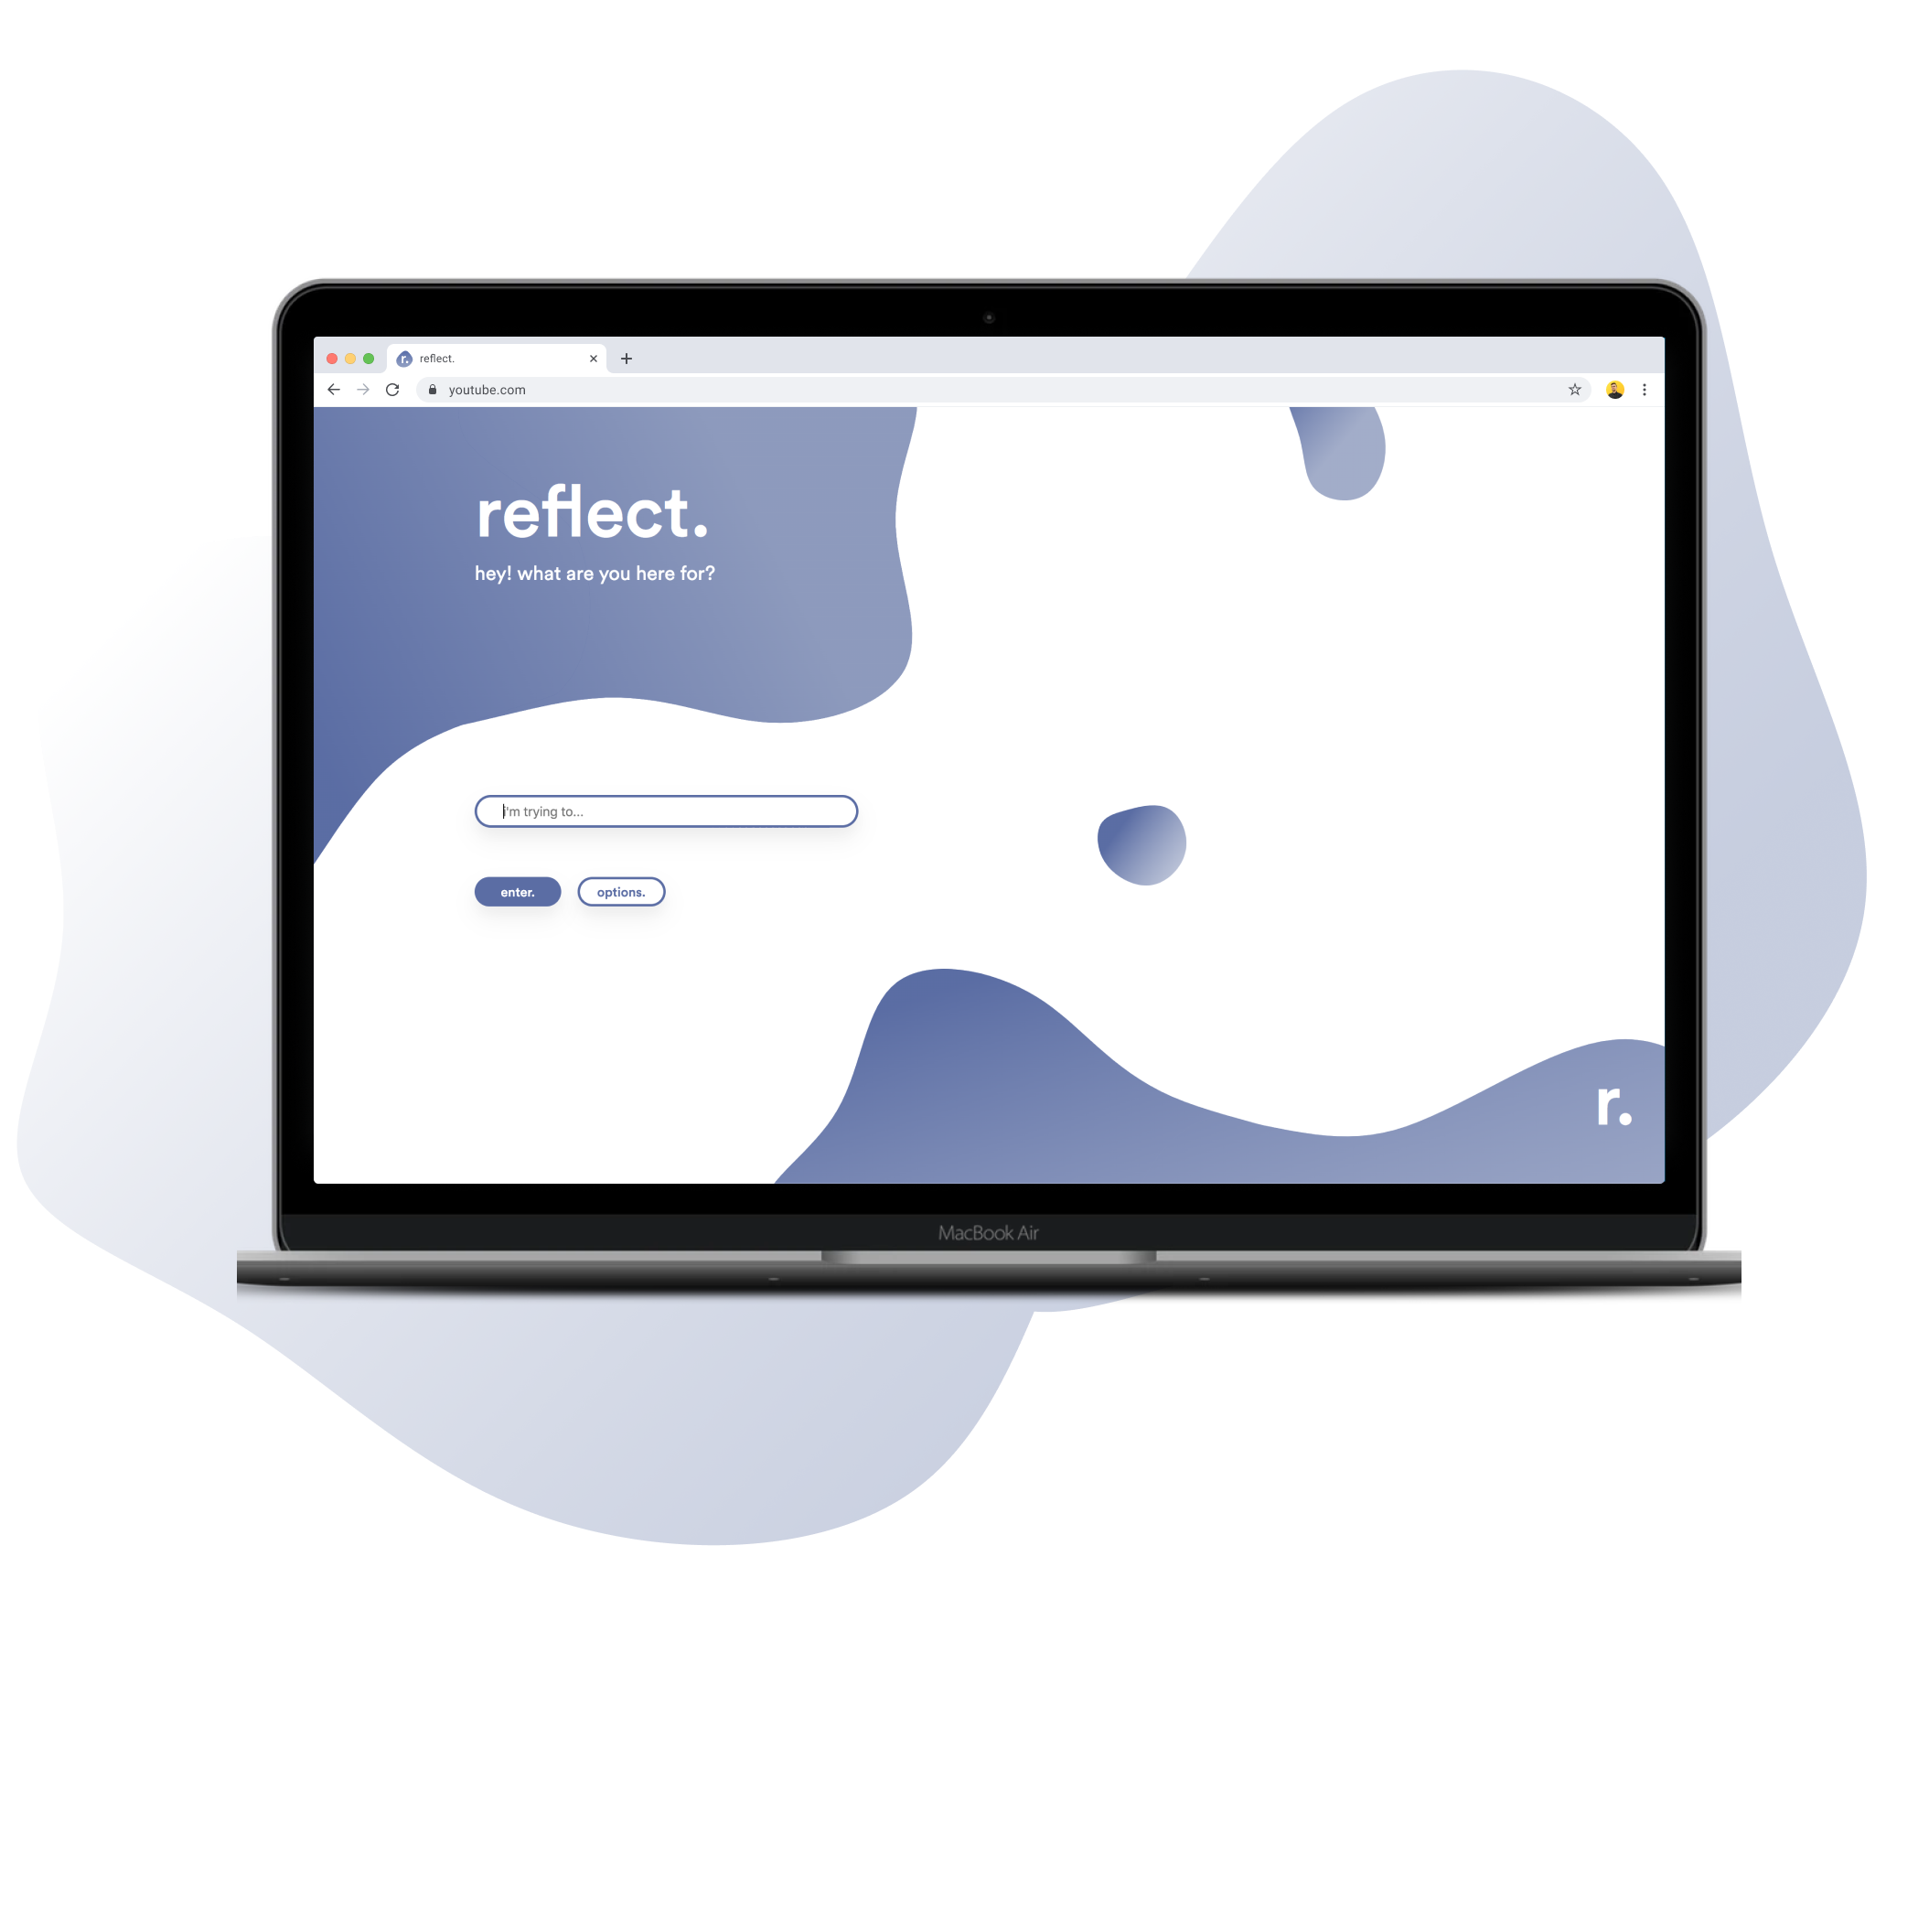 r. reflect.
youtube.com
reflect.
hey! what are you here for?
i'm trying to...
enter. options.
r.
MacBook Air